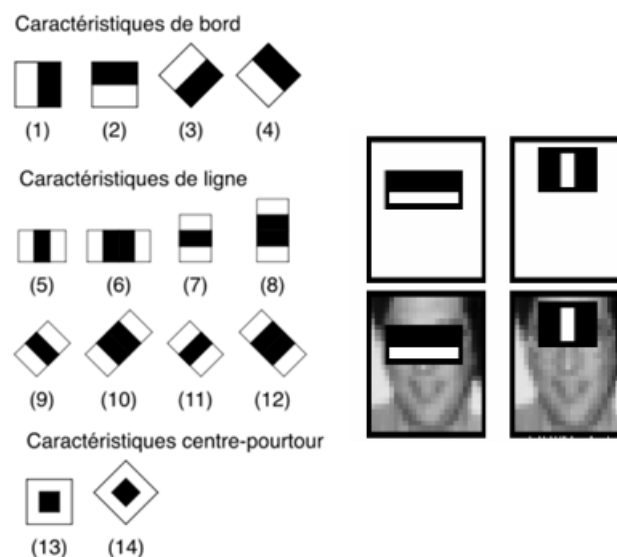 Caractéristiques de bord
(1) (2) (3) (4)
Caractéristiques de ligne
(5) (6) (7) (8)
(9) (10) (11) (12)
Caractéristiques centre-pourtour
(13) (14)